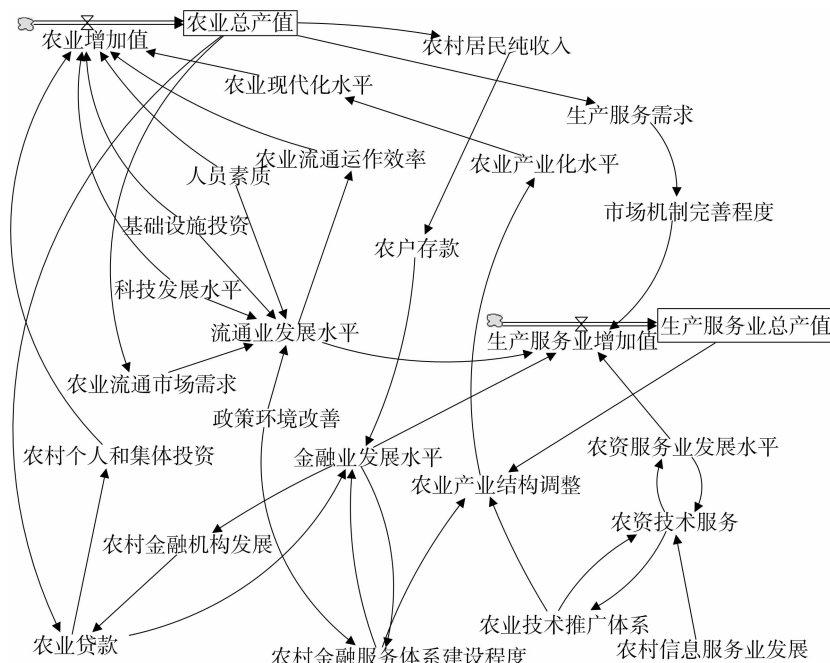 农业总产值
农业增加值
农村居民纯收入
农业现代化水平
生产服务需求
农业流通运作效率
农业产业化水平
人员素质
市场机制完善程度
基础设施投资
农户存款
科技发展水平
流通业发展水平
生产服务业总产值
生产服务业增加值
农业流通市场需求
政策环境改善
农村个人和集体投资
金融业发展水平
农资服务业发展水平
农业产业结构调整
农资技术服务
农村金融机构发展
农业技术推广体系
农业贷款
农村金融服务体系建设程度
农村信息服务业发展